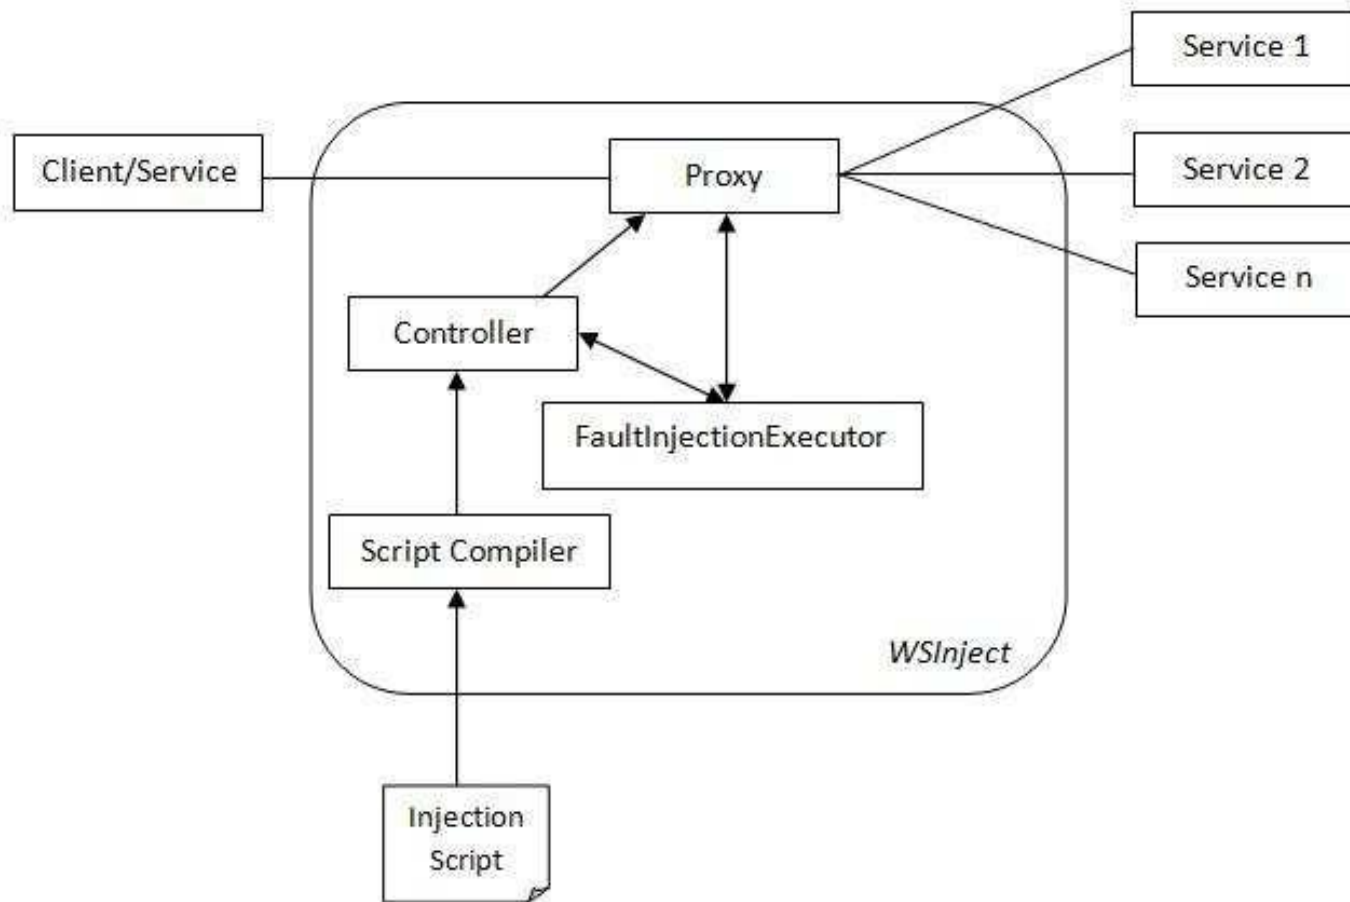 Service 1
Client/Service
Proxy
Service 2
Service n
Controller
FaultInjectionExecutor
Script Compiler
WSInject
Injection
Script